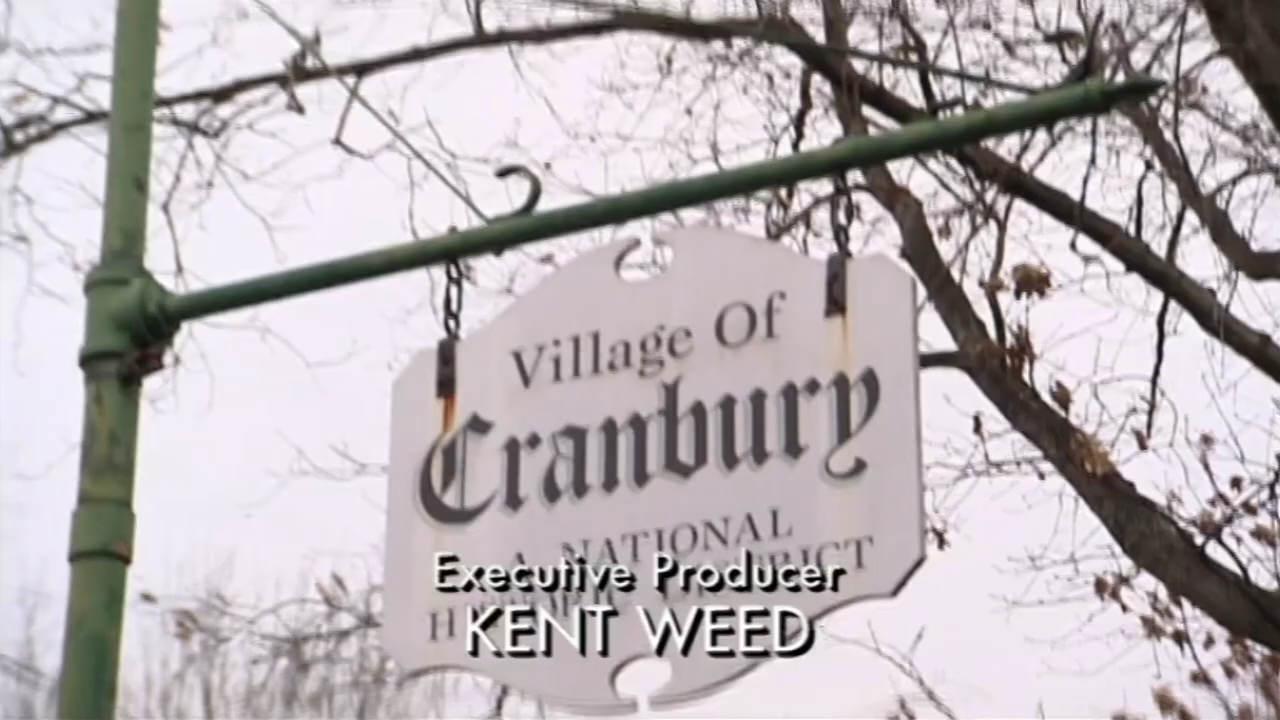 Village Of
Cranbury
A NATIONAL
Executive Producer
KENT WEED